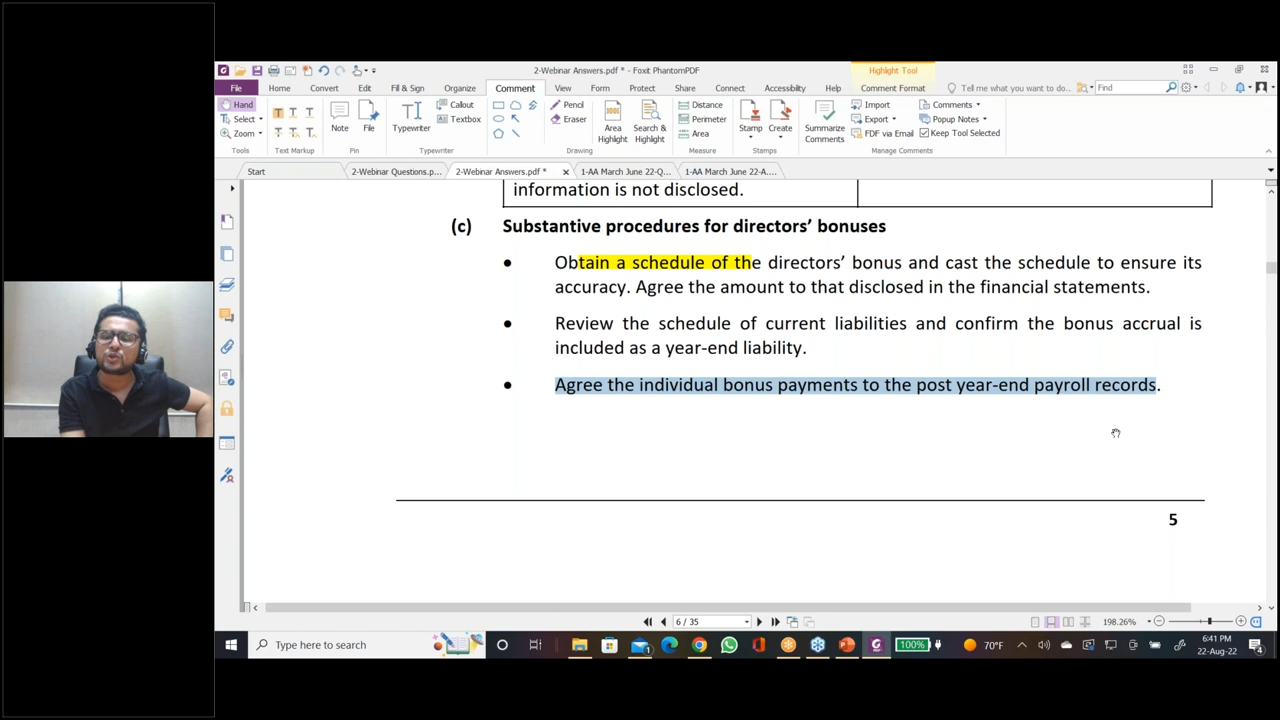 2-Webinar Answers.pdf * - Foxit PhantomPDF
Highlight Tool
File Home Convert Edit Fill & Sign Organize Comment View Form Protect Share Connect Accessibility Help Comment Format Tell me what you want to do... Find
Hand
Select
Zoom
Tools
Text Markup
Note
File
Pin
Typewriter
Callout
Textbox
Typewriter
Pencil
Eraser
Drawing
Area Highlight
Search & Highlight
Distance
Perimeter
Area
Measure
Stamp
Create
Stamps
Summarize Comments
Import
Export
FDF via Email
Comments
Popup Notes
Keep Tool Selected
Manage Comments
Start 2-Webinar Questions.p... 2-Webinar Answers.pdf * 1-AA March June 22-Q... 1-AA March June 22-A....
information is not disclosed.
(c) Substantive procedures for directors’ bonuses
• Obtain a schedule of the directors’ bonus and cast the schedule to ensure its
accuracy. Agree the amount to that disclosed in the financial statements.
• Review the schedule of current liabilities and confirm the bonus accrual is
included as a year-end liability.
• Agree the individual bonus payments to the post year-end payroll records.
5
6 / 35
198.26%
Type here to search
100%
70°F
6:41 PM
22-Aug-22